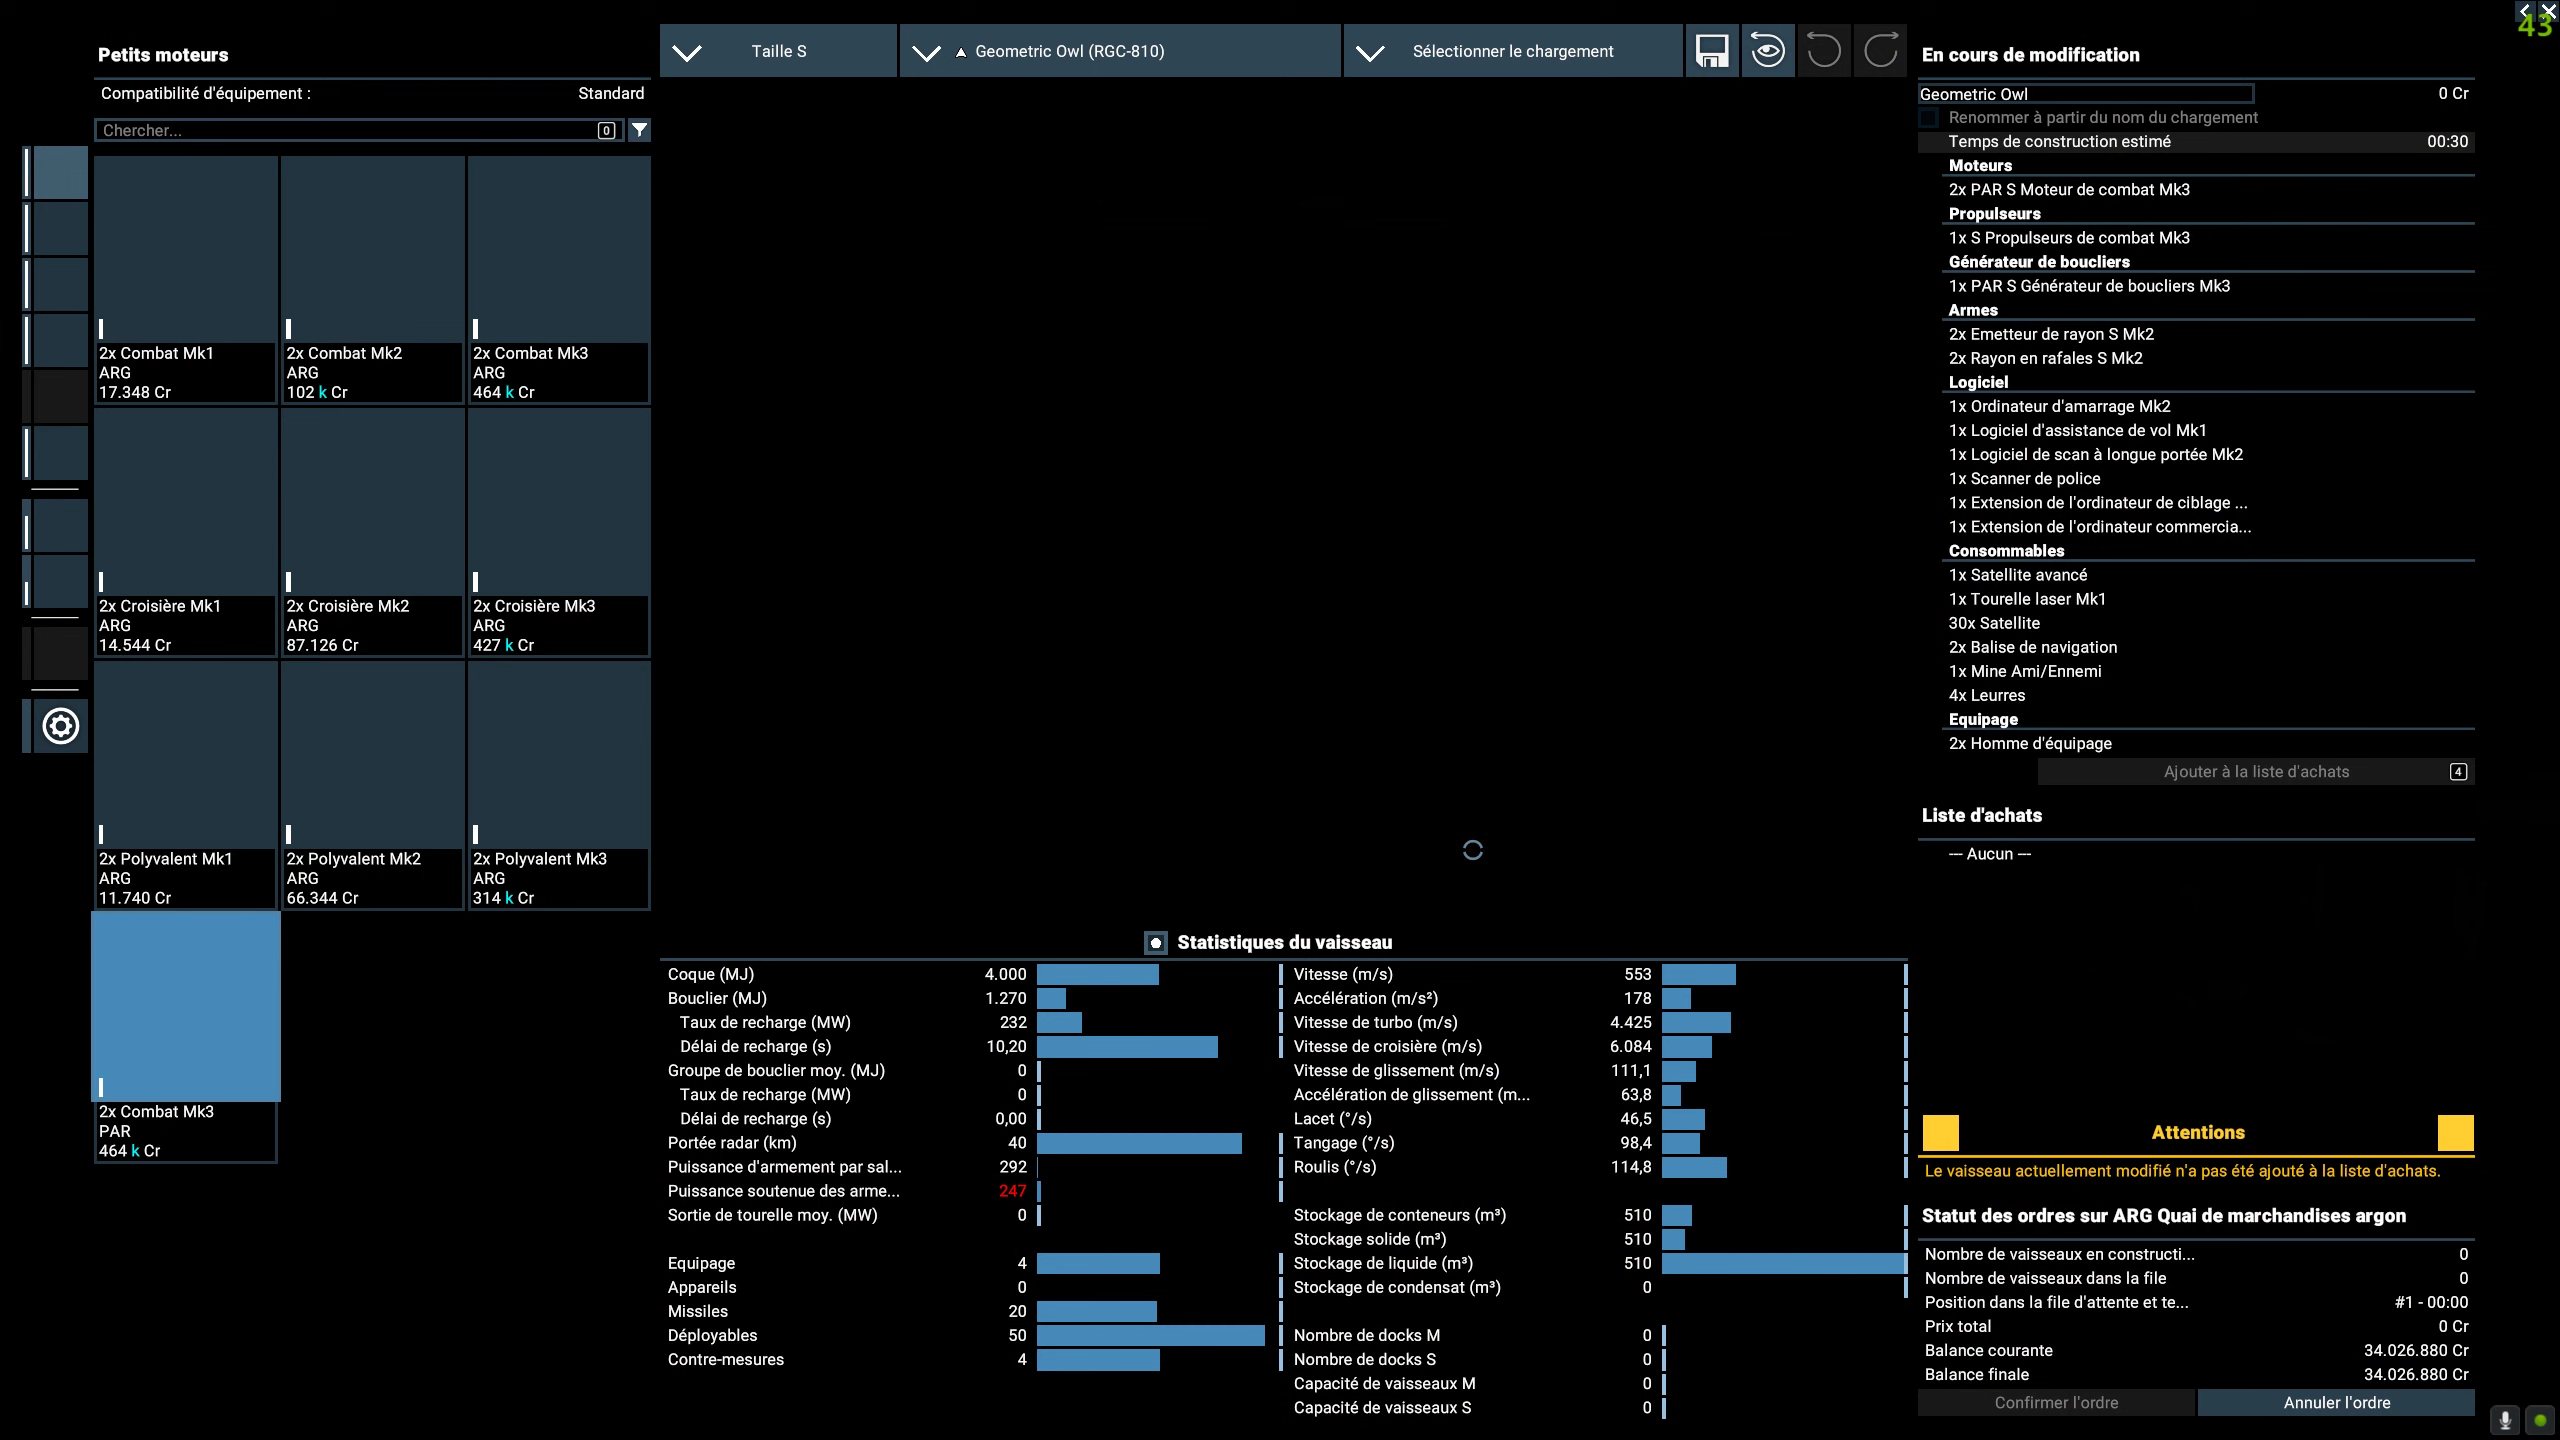 Petits moteurs
Compatibilité d'équipement :
Standard
Chercher...
0
2x Combat Mk1
ARG
17.348 Cr
2x Combat Mk2
ARG
102 k Cr
2x Combat Mk3
ARG
464 k Cr
2x Croisière Mk1
ARG
14.544 Cr
2x Croisière Mk2
ARG
87.126 Cr
2x Croisière Mk3
ARG
427 k Cr
2x Polyvalent Mk1
ARG
11.740 Cr
2x Polyvalent Mk2
ARG
66.344 Cr
2x Polyvalent Mk3
ARG
314 k Cr
2x Combat Mk3
PAR
464 k Cr
Taille S
Geometric Owl (RGC-810)
Sélectionner le chargement
Statistiques du vaisseau
Coque (MJ) 4.000
Bouclier (MJ) 1.270
Taux de recharge (MW) 232
Délai de recharge (s) 10,20
Groupe de bouclier moy. (MJ) 0
Taux de recharge (MW) 0
Délai de recharge (s) 0,00
Portée radar (km) 40
Puissance d'armement par sal... 292
Puissance soutenue des arme... 247
Sortie de tourelle moy. (MW) 0
Equipage 4
Appareils 0
Missiles 20
Déployables 50
Contre-mesures 4
Vitesse (m/s) 553
Accélération (m/s²) 178
Vitesse de turbo (m/s) 4.425
Vitesse de croisière (m/s) 6.084
Vitesse de glissement (m/s) 111,1
Accélération de glissement (m... 63,8
Lacet (°/s) 46,5
Tangage (°/s) 98,4
Roulis (°/s) 114,8
Stockage de conteneurs (m³) 510
Stockage solide (m³) 510
Stockage de liquide (m³) 510
Stockage de condensat (m³) 0
Nombre de docks M 0
Nombre de docks S 0
Capacité de vaisseaux M 0
Capacité de vaisseaux S 0
43
En cours de modification
Geometric Owl 0 Cr
Renommer à partir du nom du chargement
Temps de construction estimé 00:30
Moteurs
2x PAR S Moteur de combat Mk3
Propulseurs
1x S Propulseurs de combat Mk3
Générateur de boucliers
1x PAR S Générateur de boucliers Mk3
Armes
2x Emetteur de rayon S Mk2
2x Rayon en rafales S Mk2
Logiciel
1x Ordinateur d'amarrage Mk2
1x Logiciel d'assistance de vol Mk1
1x Logiciel de scan à longue portée Mk2
1x Scanner de police
1x Extension de l'ordinateur de ciblage ...
1x Extension de l'ordinateur commercia...
Consommables
1x Satellite avancé
1x Tourelle laser Mk1
30x Satellite
2x Balise de navigation
1x Mine Ami/Ennemi
4x Leurres
Equipage
2x Homme d'équipage
Ajouter à la liste d'achats 4
Liste d'achats
--- Aucun ---
Attentions
Le vaisseau actuellement modifié n'a pas été ajouté à la liste d'achats.
Statut des ordres sur ARG Quai de marchandises argon
Nombre de vaisseaux en constructi... 0
Nombre de vaisseaux dans la file 0
Position dans la file d'attente et te... #1 - 00:00
Prix total 0 Cr
Balance courante 34.026.880 Cr
Balance finale 34.026.880 Cr
Confirmer l'ordre
Annuler l'ordre